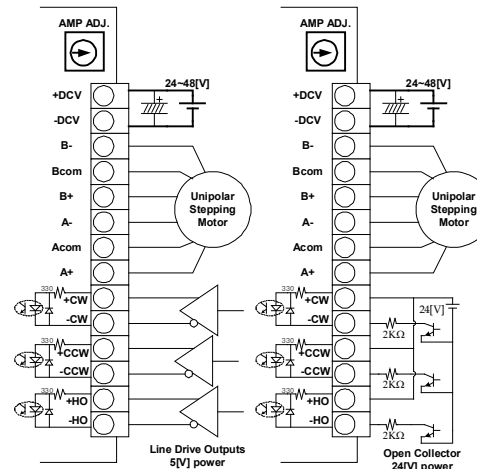 AMP ADJ.
+DCV
-DCV
B-
Bcom
B+
A-
Acom
A+
+CW
-CW
+CCW
-CCW
+HO
-HO
330
330
330
24~48[V]
+
Unipolar
Stepping
Motor
Line Drive Outputs
5[V] power
AMP ADJ.
+DCV
-DCV
B-
Bcom
B+
A-
Acom
A+
+CW
-CW
+CCW
-CCW
+HO
-HO
330
330
330
24~48[V]
+
Unipolar
Stepping
Motor
24[V]
2KΩ
2KΩ
2KΩ
Open Collector
24[V] power